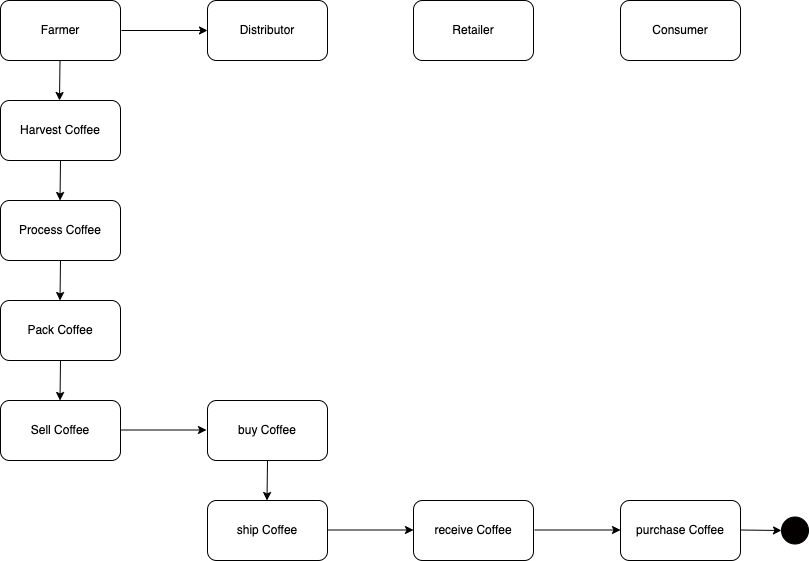 Farmer
Distributor
Retailer
Consumer
Harvest Coffee
Process Coffee
Pack Coffee
Sell Coffee
buy Coffee
ship Coffee
receive Coffee
purchase Coffee